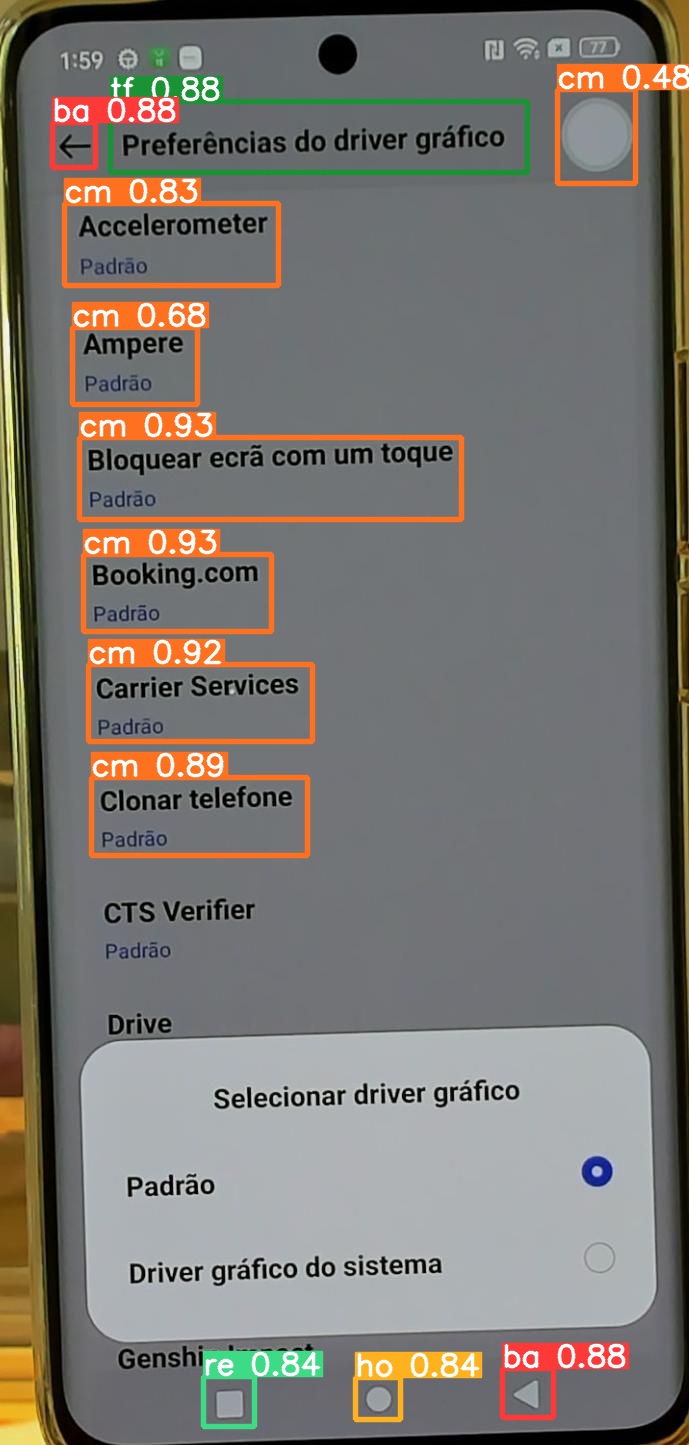 1:59 77
tf 0.88
cm 0.48
ba 0.88
Preferências do driver gráfico
cm 0.83
Accelerometer
Padrão
cm 0.68
Ampere
Padrão
cm 0.93
Bloquear ecrã com um toque
Padrão
cm 0.93
Booking.com
Padrão
cm 0.92
Carrier Services
Padrão
cm 0.89
Clonar telefone
Padrão
CTS Verifier
Padrão
Drive
Selecionar driver gráfico
Padrão
Driver gráfico do sistema
Genshin Impact
re 0.84
ho 0.84
ba 0.88